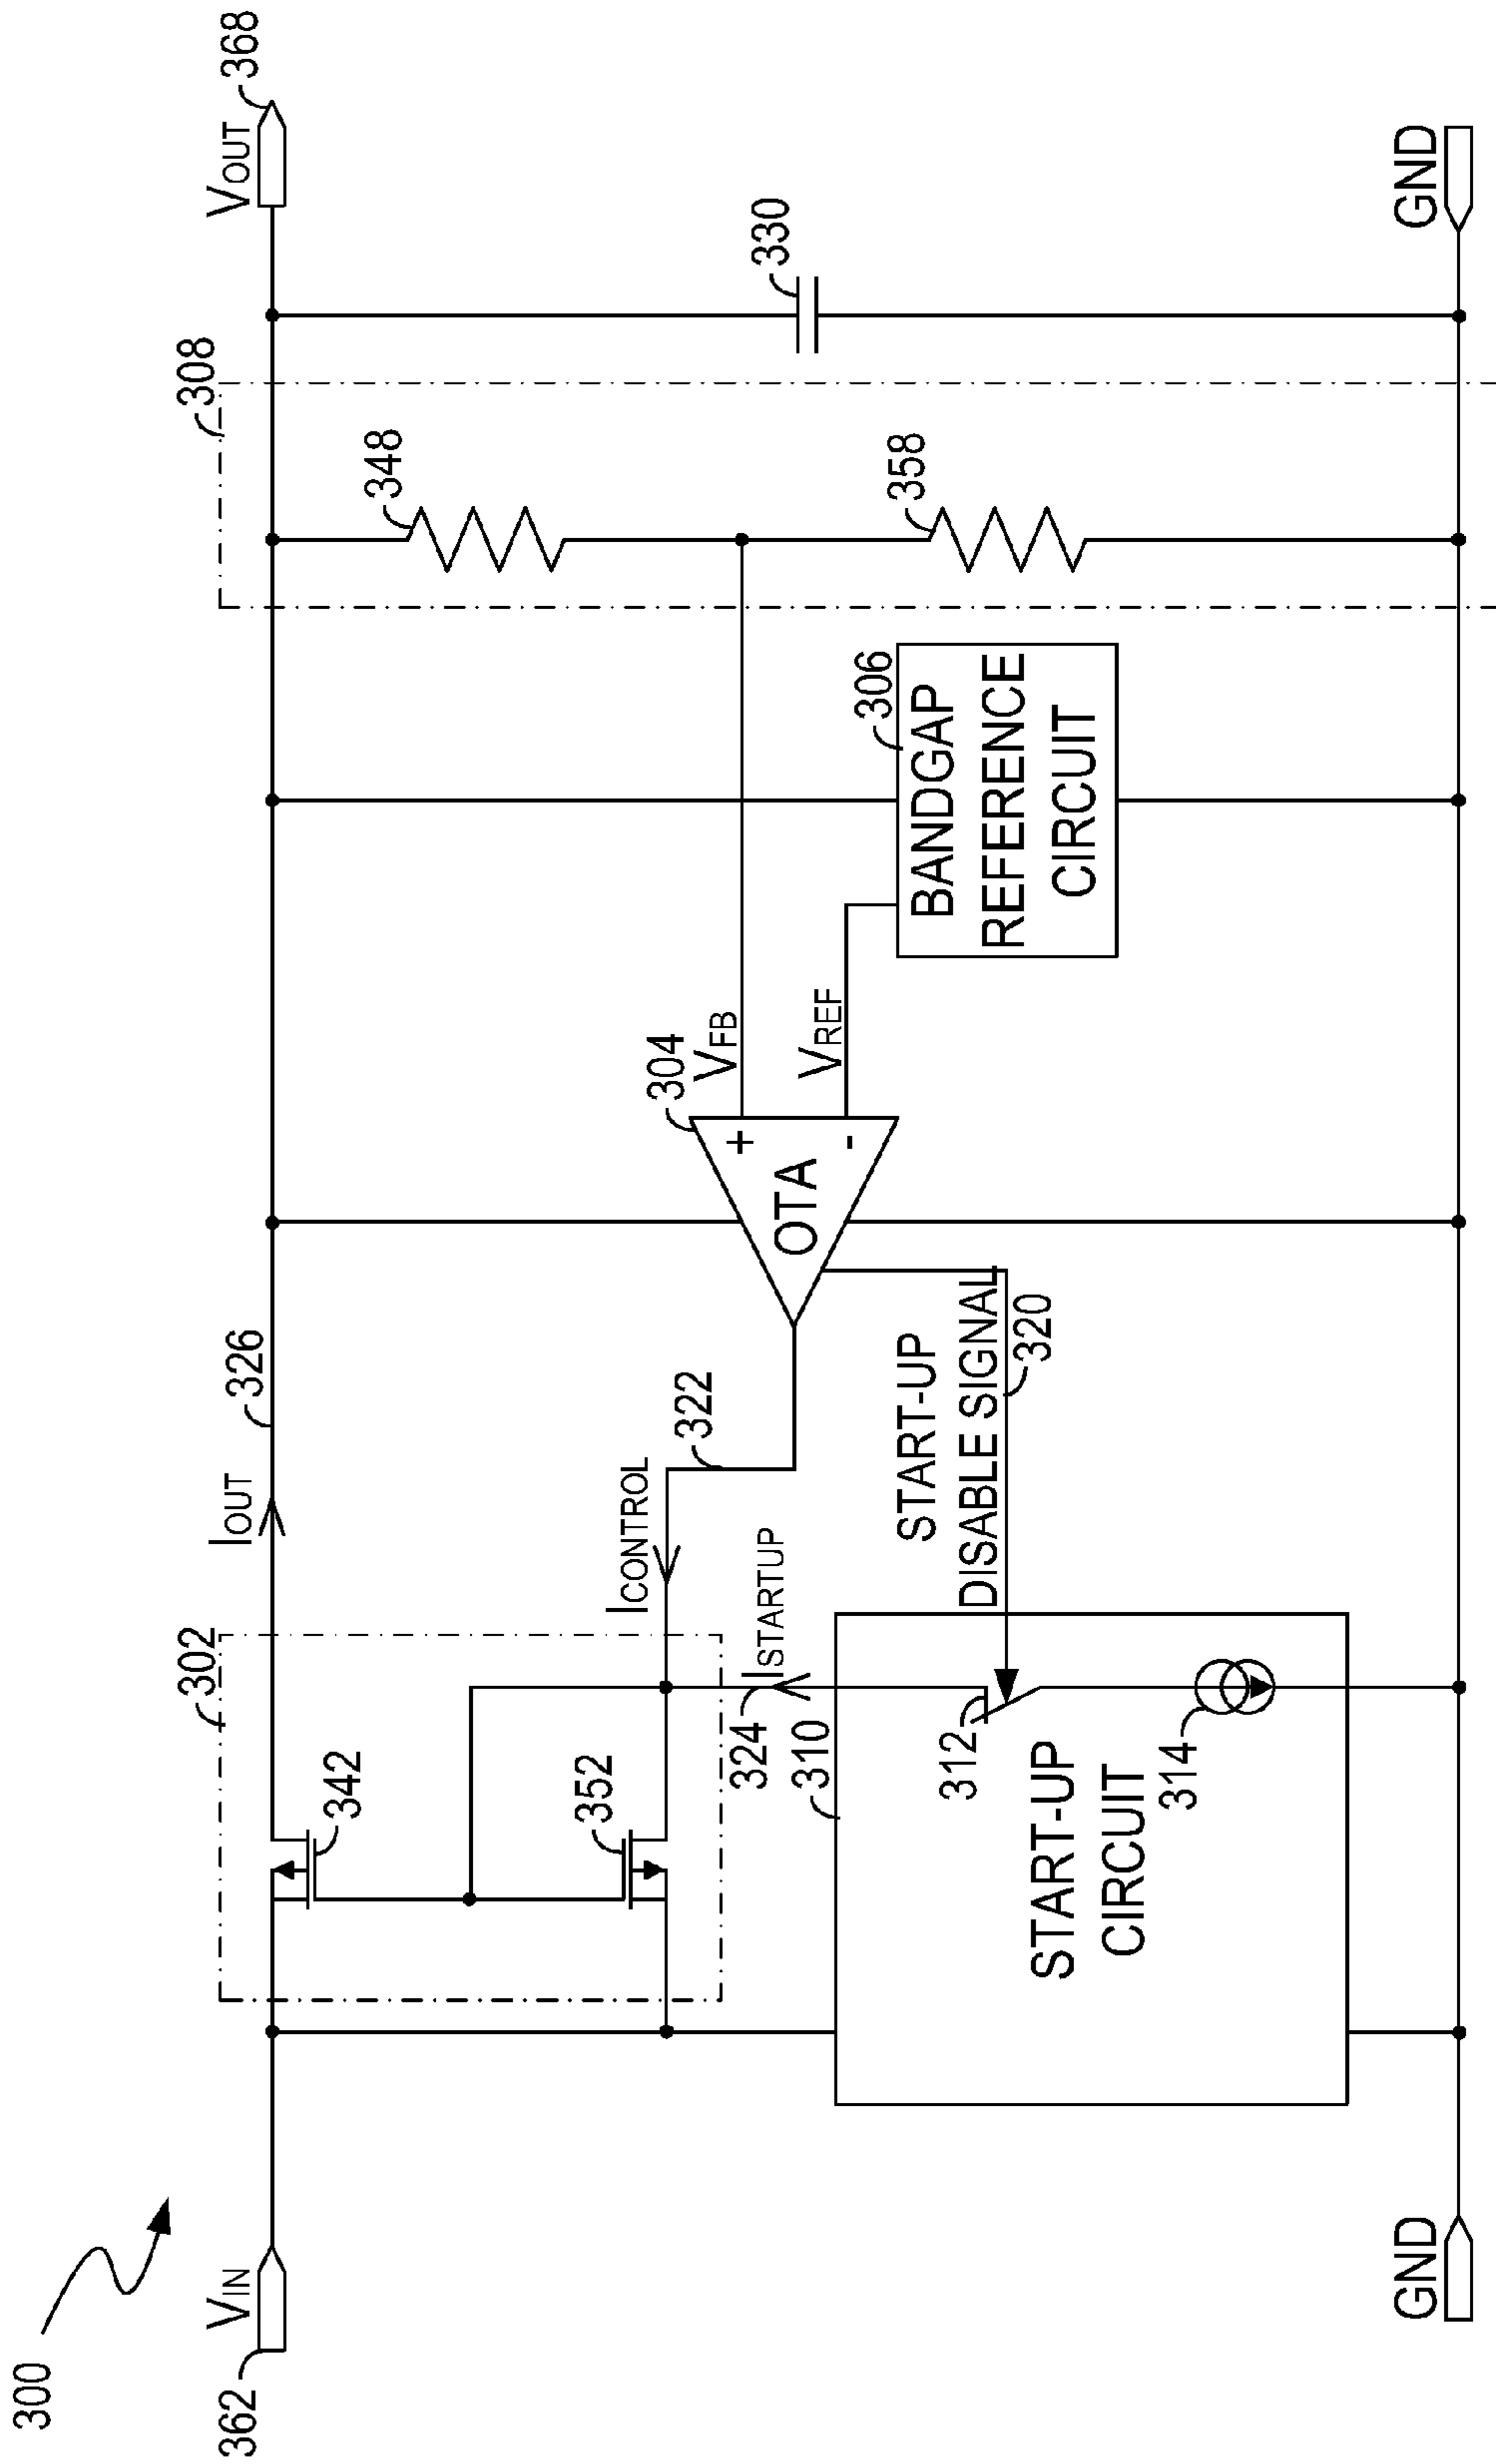 300
362
VIN
302
342
352
IOUT
326
ICONTROL
322
324
ISTARTUP
310
312
314
START-UP
CIRCUIT
START-UP
DISABLE SIGNAL
320
304
OTA
+
-
VFB
VREF
306
BANDGAP
REFERENCE
CIRCUIT
308
348
358
330
VOUT
368
GND
GND